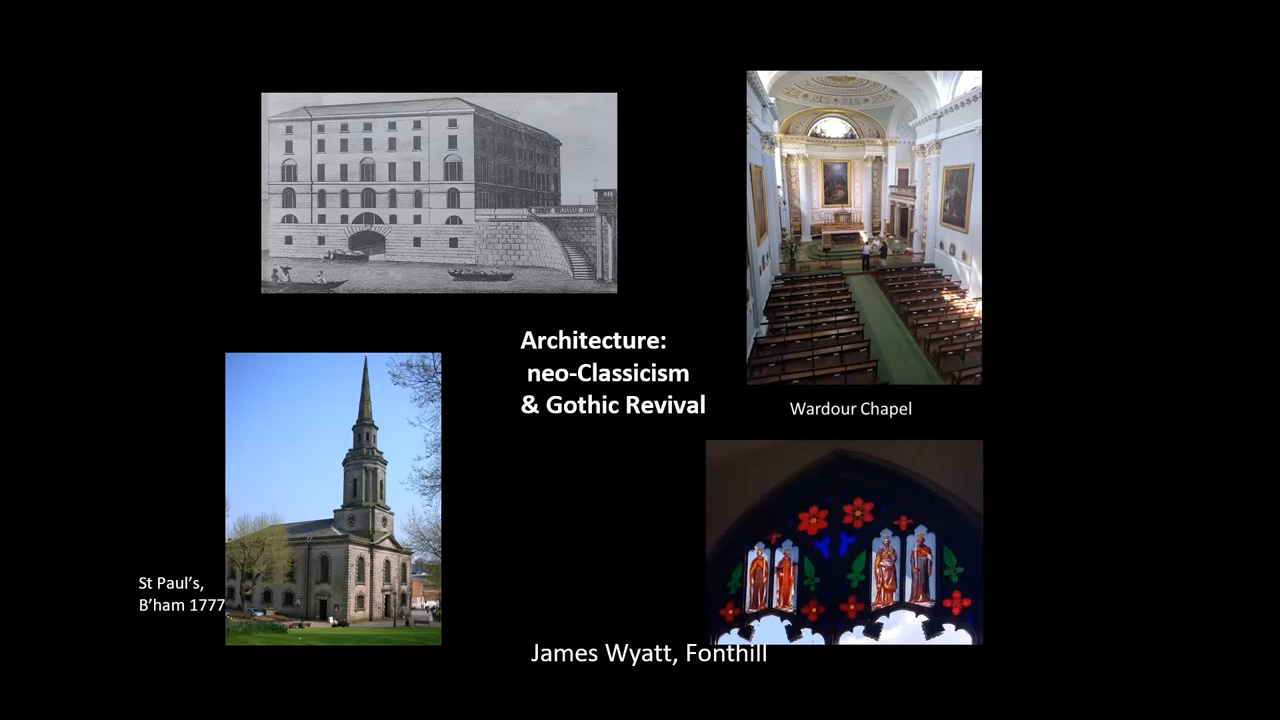 Architecture:
neo-Classicism
& Gothic Revival
Wardour Chapel
St Paul’s,
B’ham 1777
James Wyatt, Fonthill